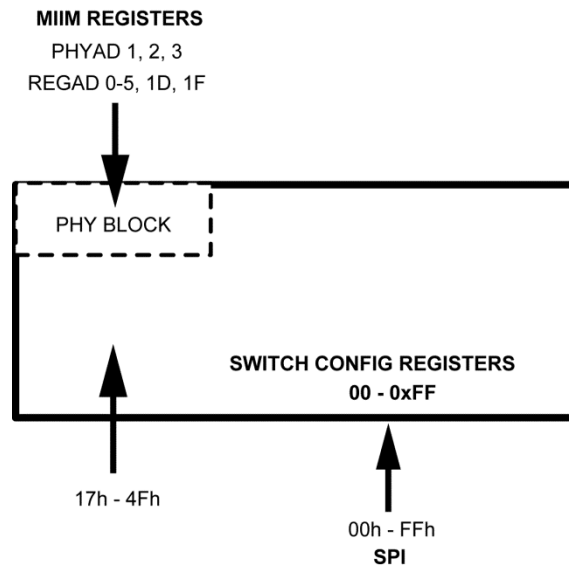 MIIM REGISTERS
PHYAD 1, 2, 3
REGAD 0-5, 1D, 1F
PHY BLOCK
SWITCH CONFIG REGISTERS
00 - 0xFF
17h - 4Fh
00h - FFh
SPI